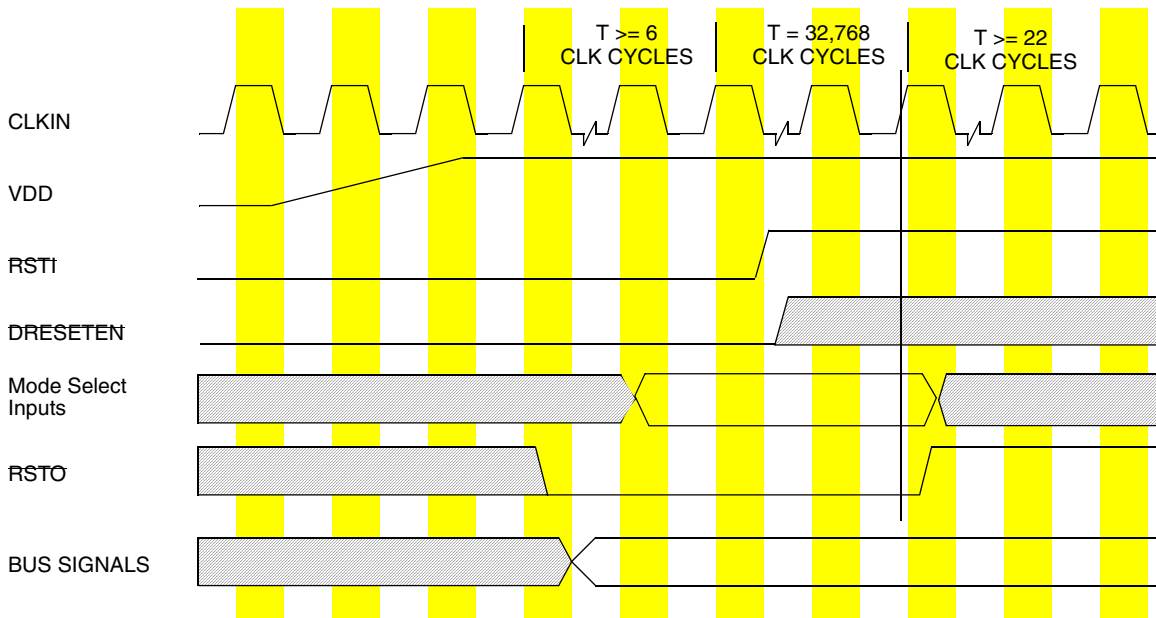 T >= 6
CLK CYCLES
T = 32,768
CLK CYCLES
T >= 22
CLK CYCLES
CLKIN
VDD
RSTI
DRESETEN
Mode Select
Inputs
RSTO
BUS SIGNALS